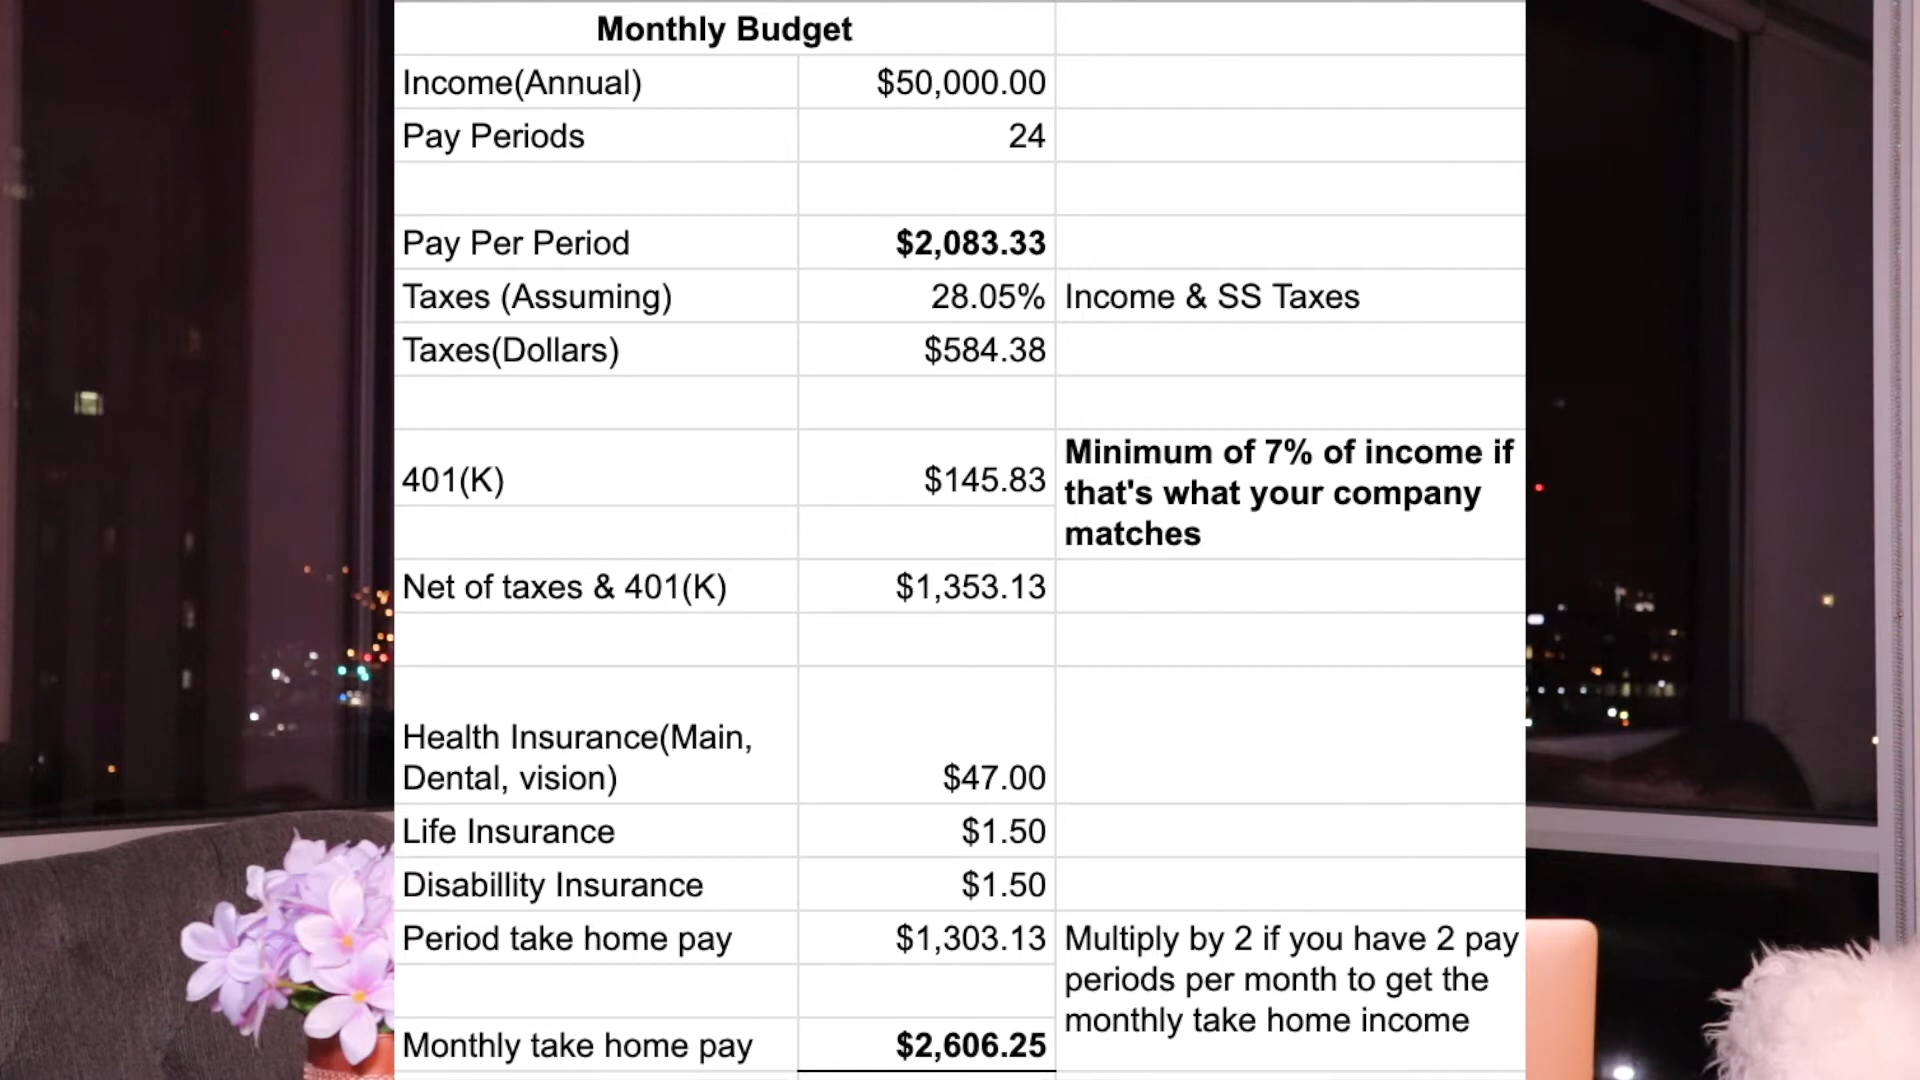 Monthly Budget
Income(Annual) $50,000.00
Pay Periods 24
Pay Per Period $2,083.33
Taxes (Assuming) 28.05% Income & SS Taxes
Taxes(Dollars) $584.38
401(K) $145.83
Minimum of 7% of income if
that's what your company
matches
Net of taxes & 401(K) $1,353.13
Health Insurance(Main,
Dental, vision) $47.00
Life Insurance $1.50
Disabillity Insurance $1.50
Period take home pay $1,303.13
Multiply by 2 if you have 2 pay
periods per month to get the
monthly take home income
Monthly take home pay $2,606.25